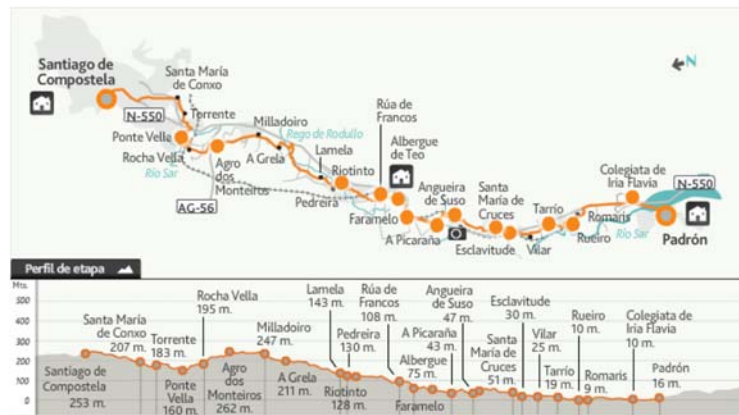 N
Santiago de
Compostela
Santa María
de Conxo
Torrente
N-550
Ponte Vella
Rocha Vella
Río Sar
Agro
dos
Monteiros
AG-56
Milladoiro
A Grela
Rego de Rodullo
Lamela
Riotinto
Pedreira
Rúa de
Francos
Albergue
de Teo
Faramelo
A Picaraña
Angueira
de Suso
Esclavitude
Santa
María de
Cruces
Vilar
Tarrío
Rueiro
Romaris
Colegiata de
Iria Flavia
Río Sar
N-550
Padrón
Perfil de etapa
Mts.
500
400
300
200
100
0
Santiago de
Compostela
253 m.
Santa María
de Conxo
207 m.
Torrente
183 m.
Ponte
Vella
160 m.
Rocha Vella
195 m.
Agro
dos
Monteiros
262 m.
Milladoiro
247 m.
A Grela
211 m.
Lamela
143 m.
Riotinto
128 m.
Pedreira
130 m.
Rúa de
Francos
108 m.
Albergue
75 m.
Faramelo
A Picaraña
43 m.
Angueira
de Suso
47 m.
Santa
María de
Cruces
51 m.
Esclavitude
30 m.
Vilar
25 m.
Tarrío
19 m.
Rueiro
10 m.
Romaris
9 m.
Colegiata de
Iria Flavia
10 m.
Padrón
16 m.